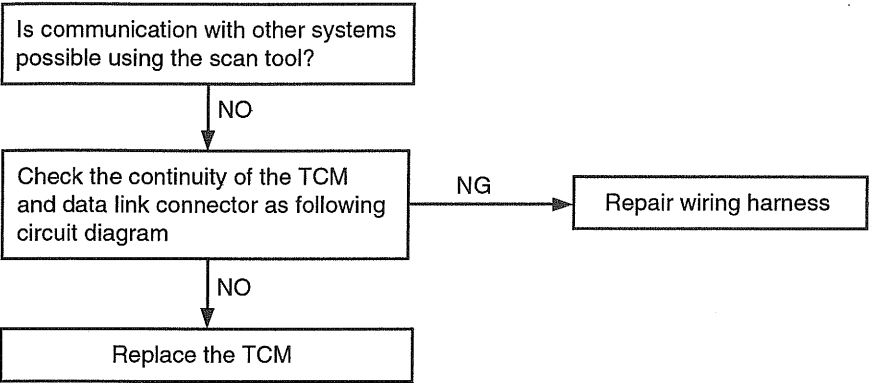 Is communication with other systems
possible using the scan tool?
NO
Check the continuity of the TCM
and data link connector as following
circuit diagram
NG
Repair wiring harness
NO
Replace the TCM